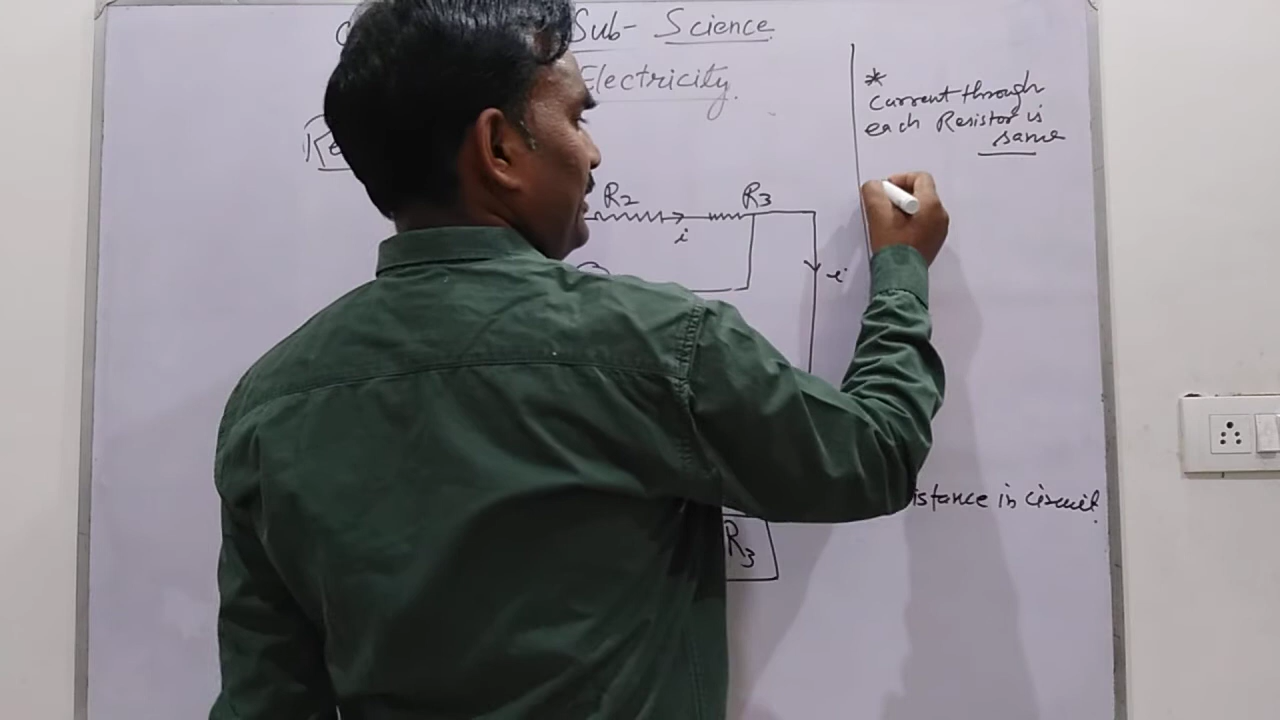 Sub- Science
Electricity.
*
Current through
each Resistor is
same
R2
R3
i
i
istance in circuit.
R3